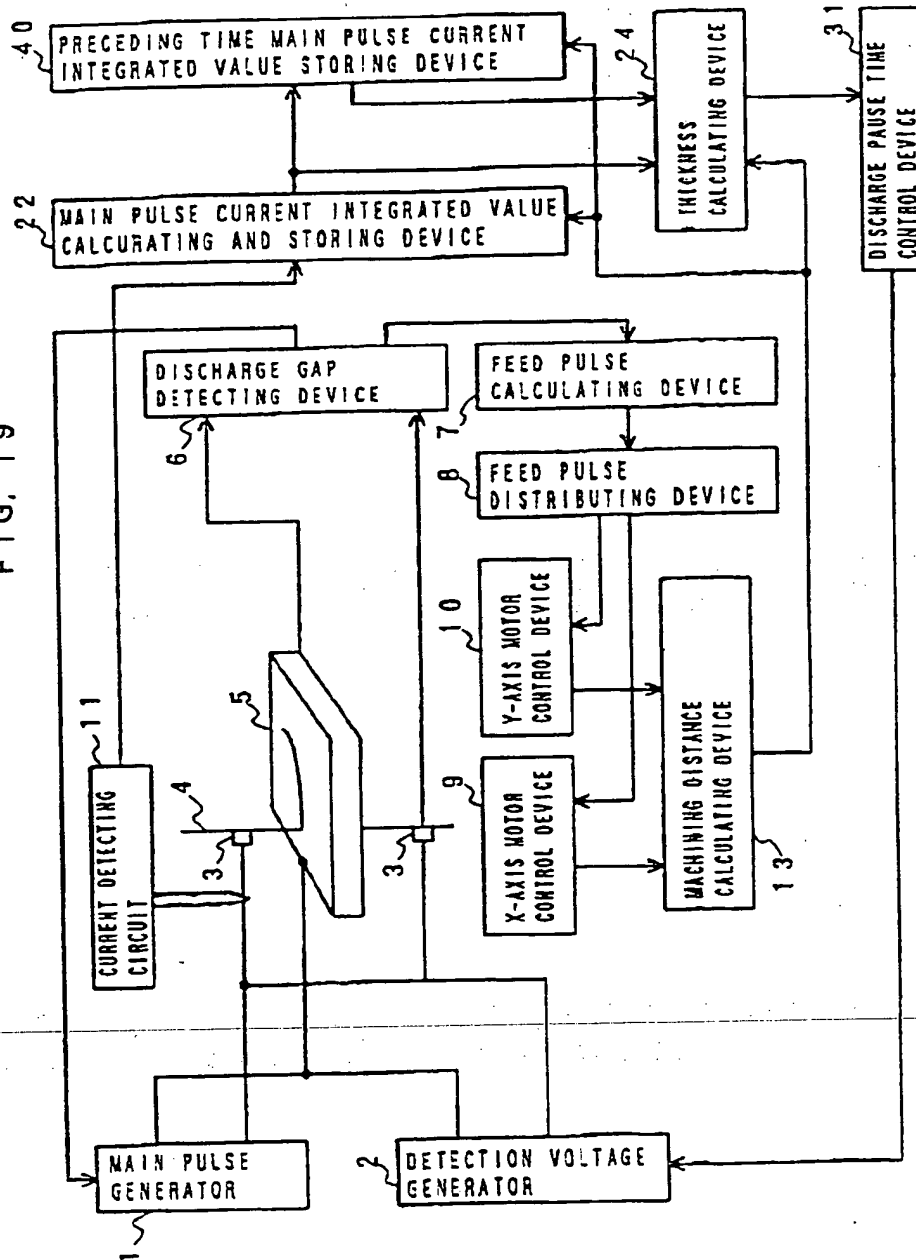 FIG. 19
40
PRECEDING TIME MAIN PULSE CURRENT
INTEGRATED VALUE STORING DEVICE
22
MAIN PULSE CURRENT INTEGRATED VALUE
CALCURATING AND STORING DEVICE
24
THICKNESS
CALCULATING DEVICE
31
DISCHARGE PAUSE TIME
CONTROL DEVICE
11
CURRENT DETECTING
CIRCUIT
DISCHARGE GAP
DETECTING DEVICE
6
FEED PULSE
CALCULATING DEVICE
7
FEED PULSE
DISTRIBUTING DEVICE
8
4
3
5
3
10
Y-AXIS MOTOR
CONTROL DEVICE
9
X-AXIS MOTOR
CONTROL DEVICE
MACHINING DISTANCE
CALCULATING DEVICE
13
MAIN PULSE
GENERATOR
1
2
DETECTION VOLTAGE
GENERATOR